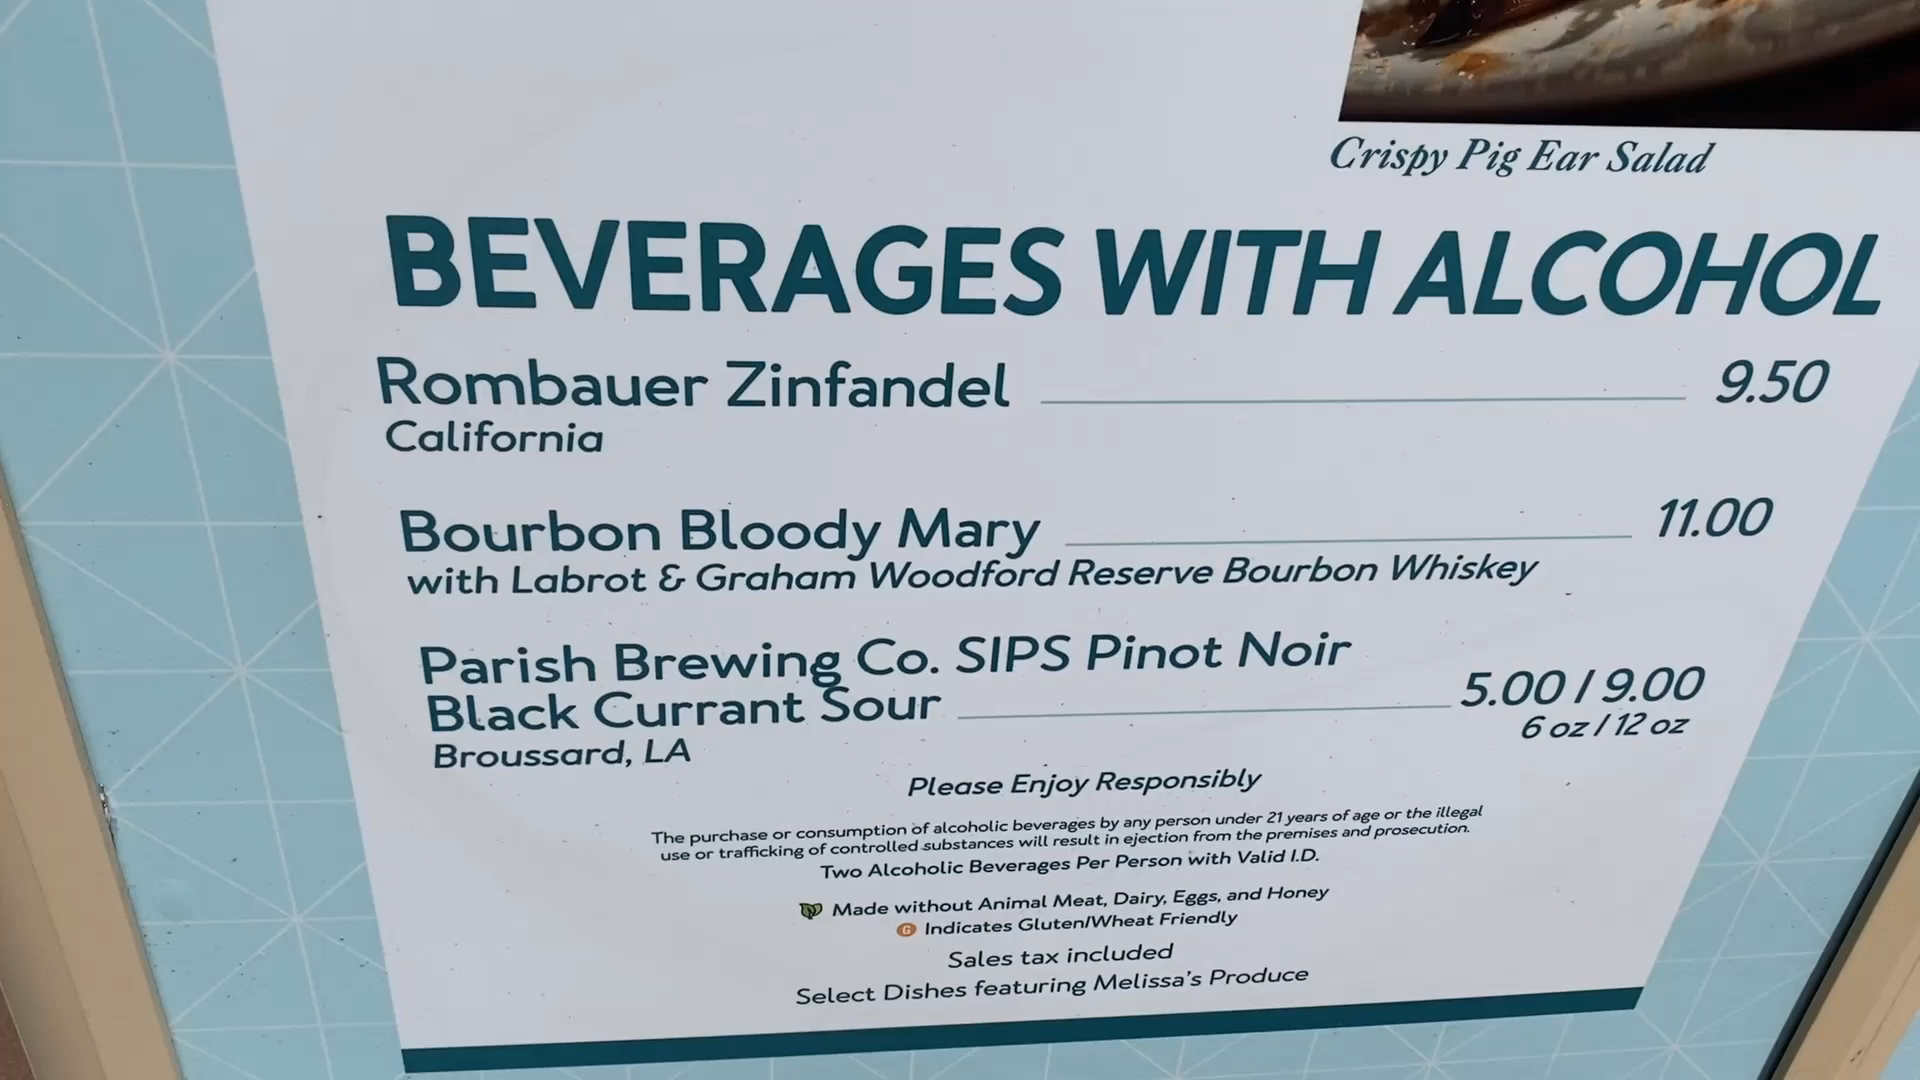 Crispy Pig Ear Salad
BEVERAGES WITH ALCOHOL
Rombauer Zinfandel 9.50
California
Bourbon Bloody Mary 11.00
with Labrot & Graham Woodford Reserve Bourbon Whiskey
Parish Brewing Co. SIPS Pinot Noir
Black Currant Sour 5.00 / 9.00
6 oz / 12 oz
Broussard, LA
Please Enjoy Responsibly
The purchase or consumption of alcoholic beverages by any person under 21 years of age or the illegal
use or trafficking of controlled substances will result in ejection from the premises and prosecution.
Two Alcoholic Beverages Per Person with Valid I.D.
Made without Animal Meat, Dairy, Eggs, and Honey
G Indicates Gluten/Wheat Friendly
Sales tax included
Select Dishes featuring Melissa's Produce